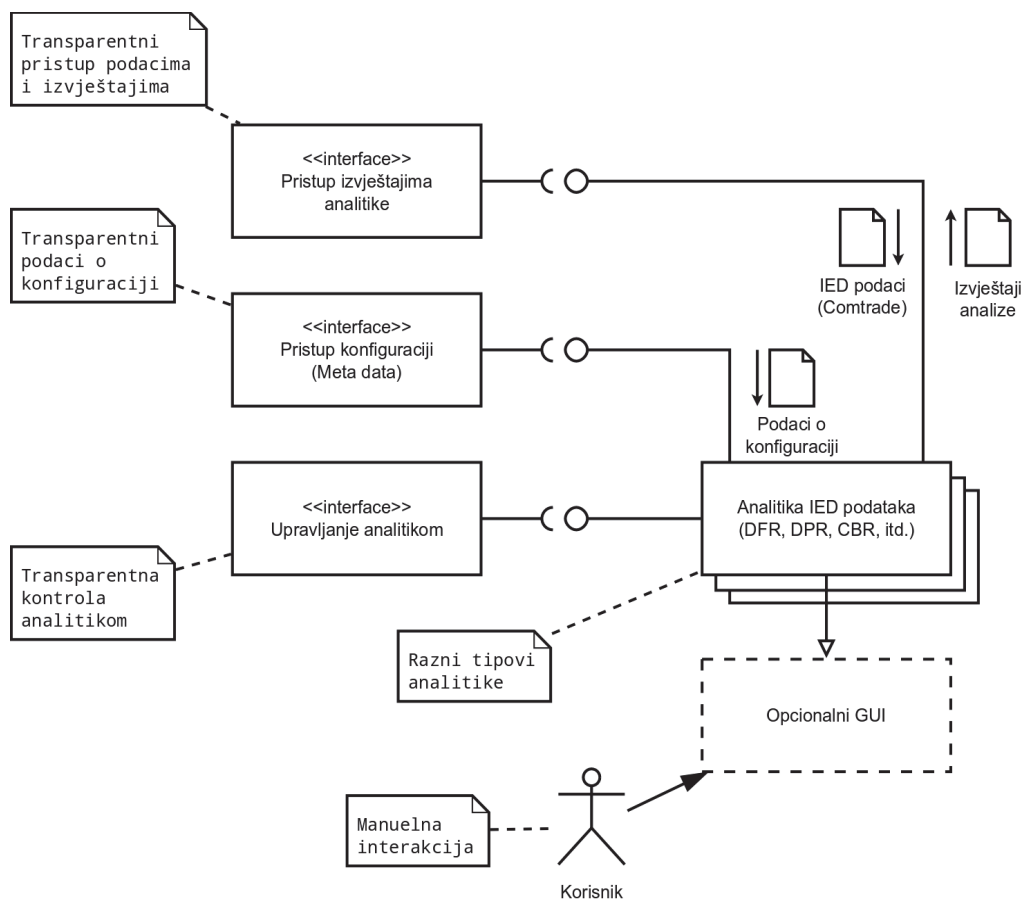 Transparentni
pristup podacima
i izvještajima
<<interface>>
Pristup izvještajima
analitike
Transparentni
podaci o
konfiguraciji
IED podaci
(Comtrade)
Izvještaji
analize
<<interface>>
Pristup konfiguraciji
(Meta data)
Podaci o
konfiguraciji
<<interface>>
Upravljanje analitikom
Analitika IED podataka
(DFR, DPR, CBR, itd.)
Transparentna
kontrola
analitikom
Razni tipovi
analitike
Opcionalni GUI
Manuelna
interakcija
Korisnik